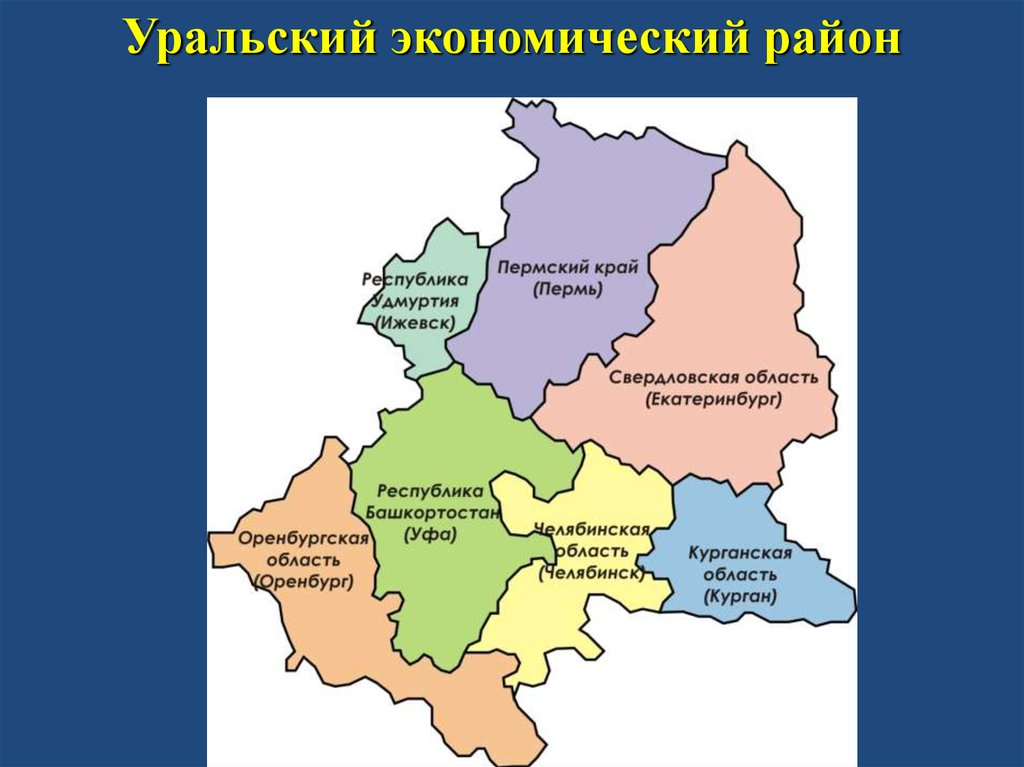 Уральский экономический район
Пермский край
(Пермь)
Республика
Удмуртия
(Ижевск)
Свердловская область
(Екатеринбург)
Республика
Башкортостан
(Уфа)
Челябинская
область
(Челябинск)
Оренбургская
область
(Оренбург)
Курганская
область
(Курган)